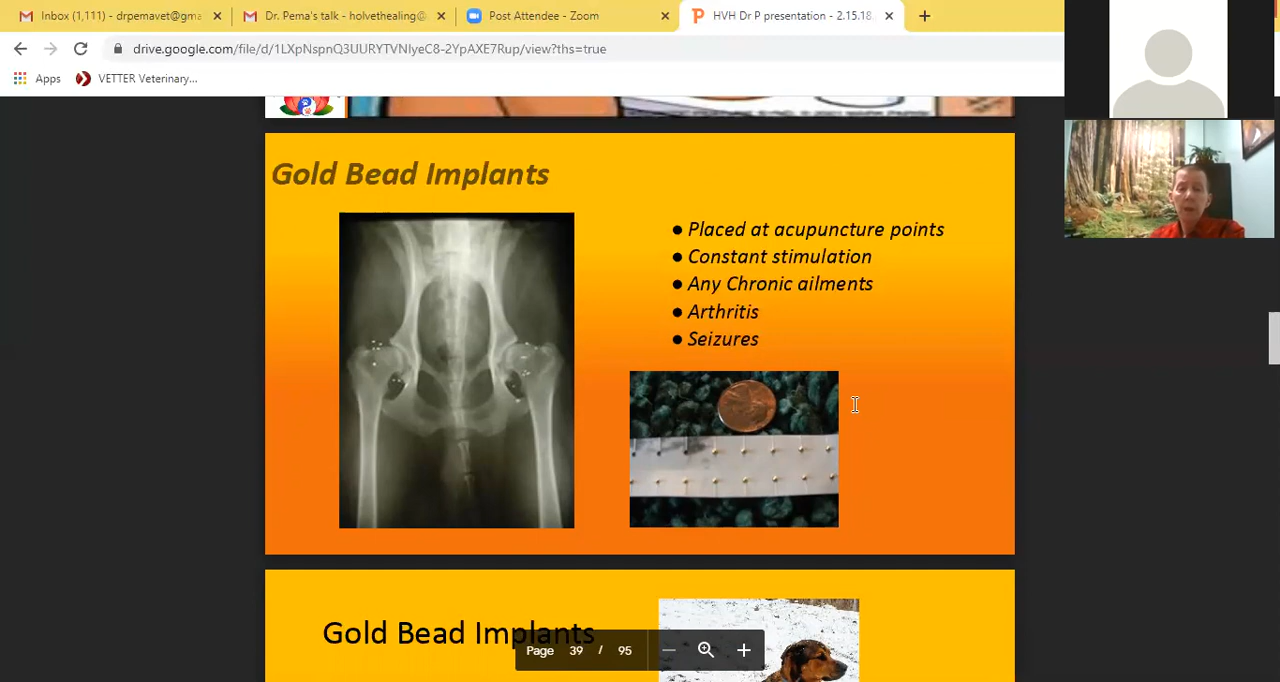 Inbox (1,111) - drpemavet@gma
Dr. Pema's talk - holvethealing@
Post Attendee - Zoom
HVH Dr P presentation - 2.15.18.
drive.google.com/file/d/1LXpNspnQ3UURYTVNIyeC8-2YpAXE7Rup/view?ths=true
Apps
VETTER Veterinary...
Gold Bead Implants
● Placed at acupuncture points
● Constant stimulation
● Any Chronic ailments
● Arthritis
● Seizures
Gold Bead Implants
Page 39 / 95